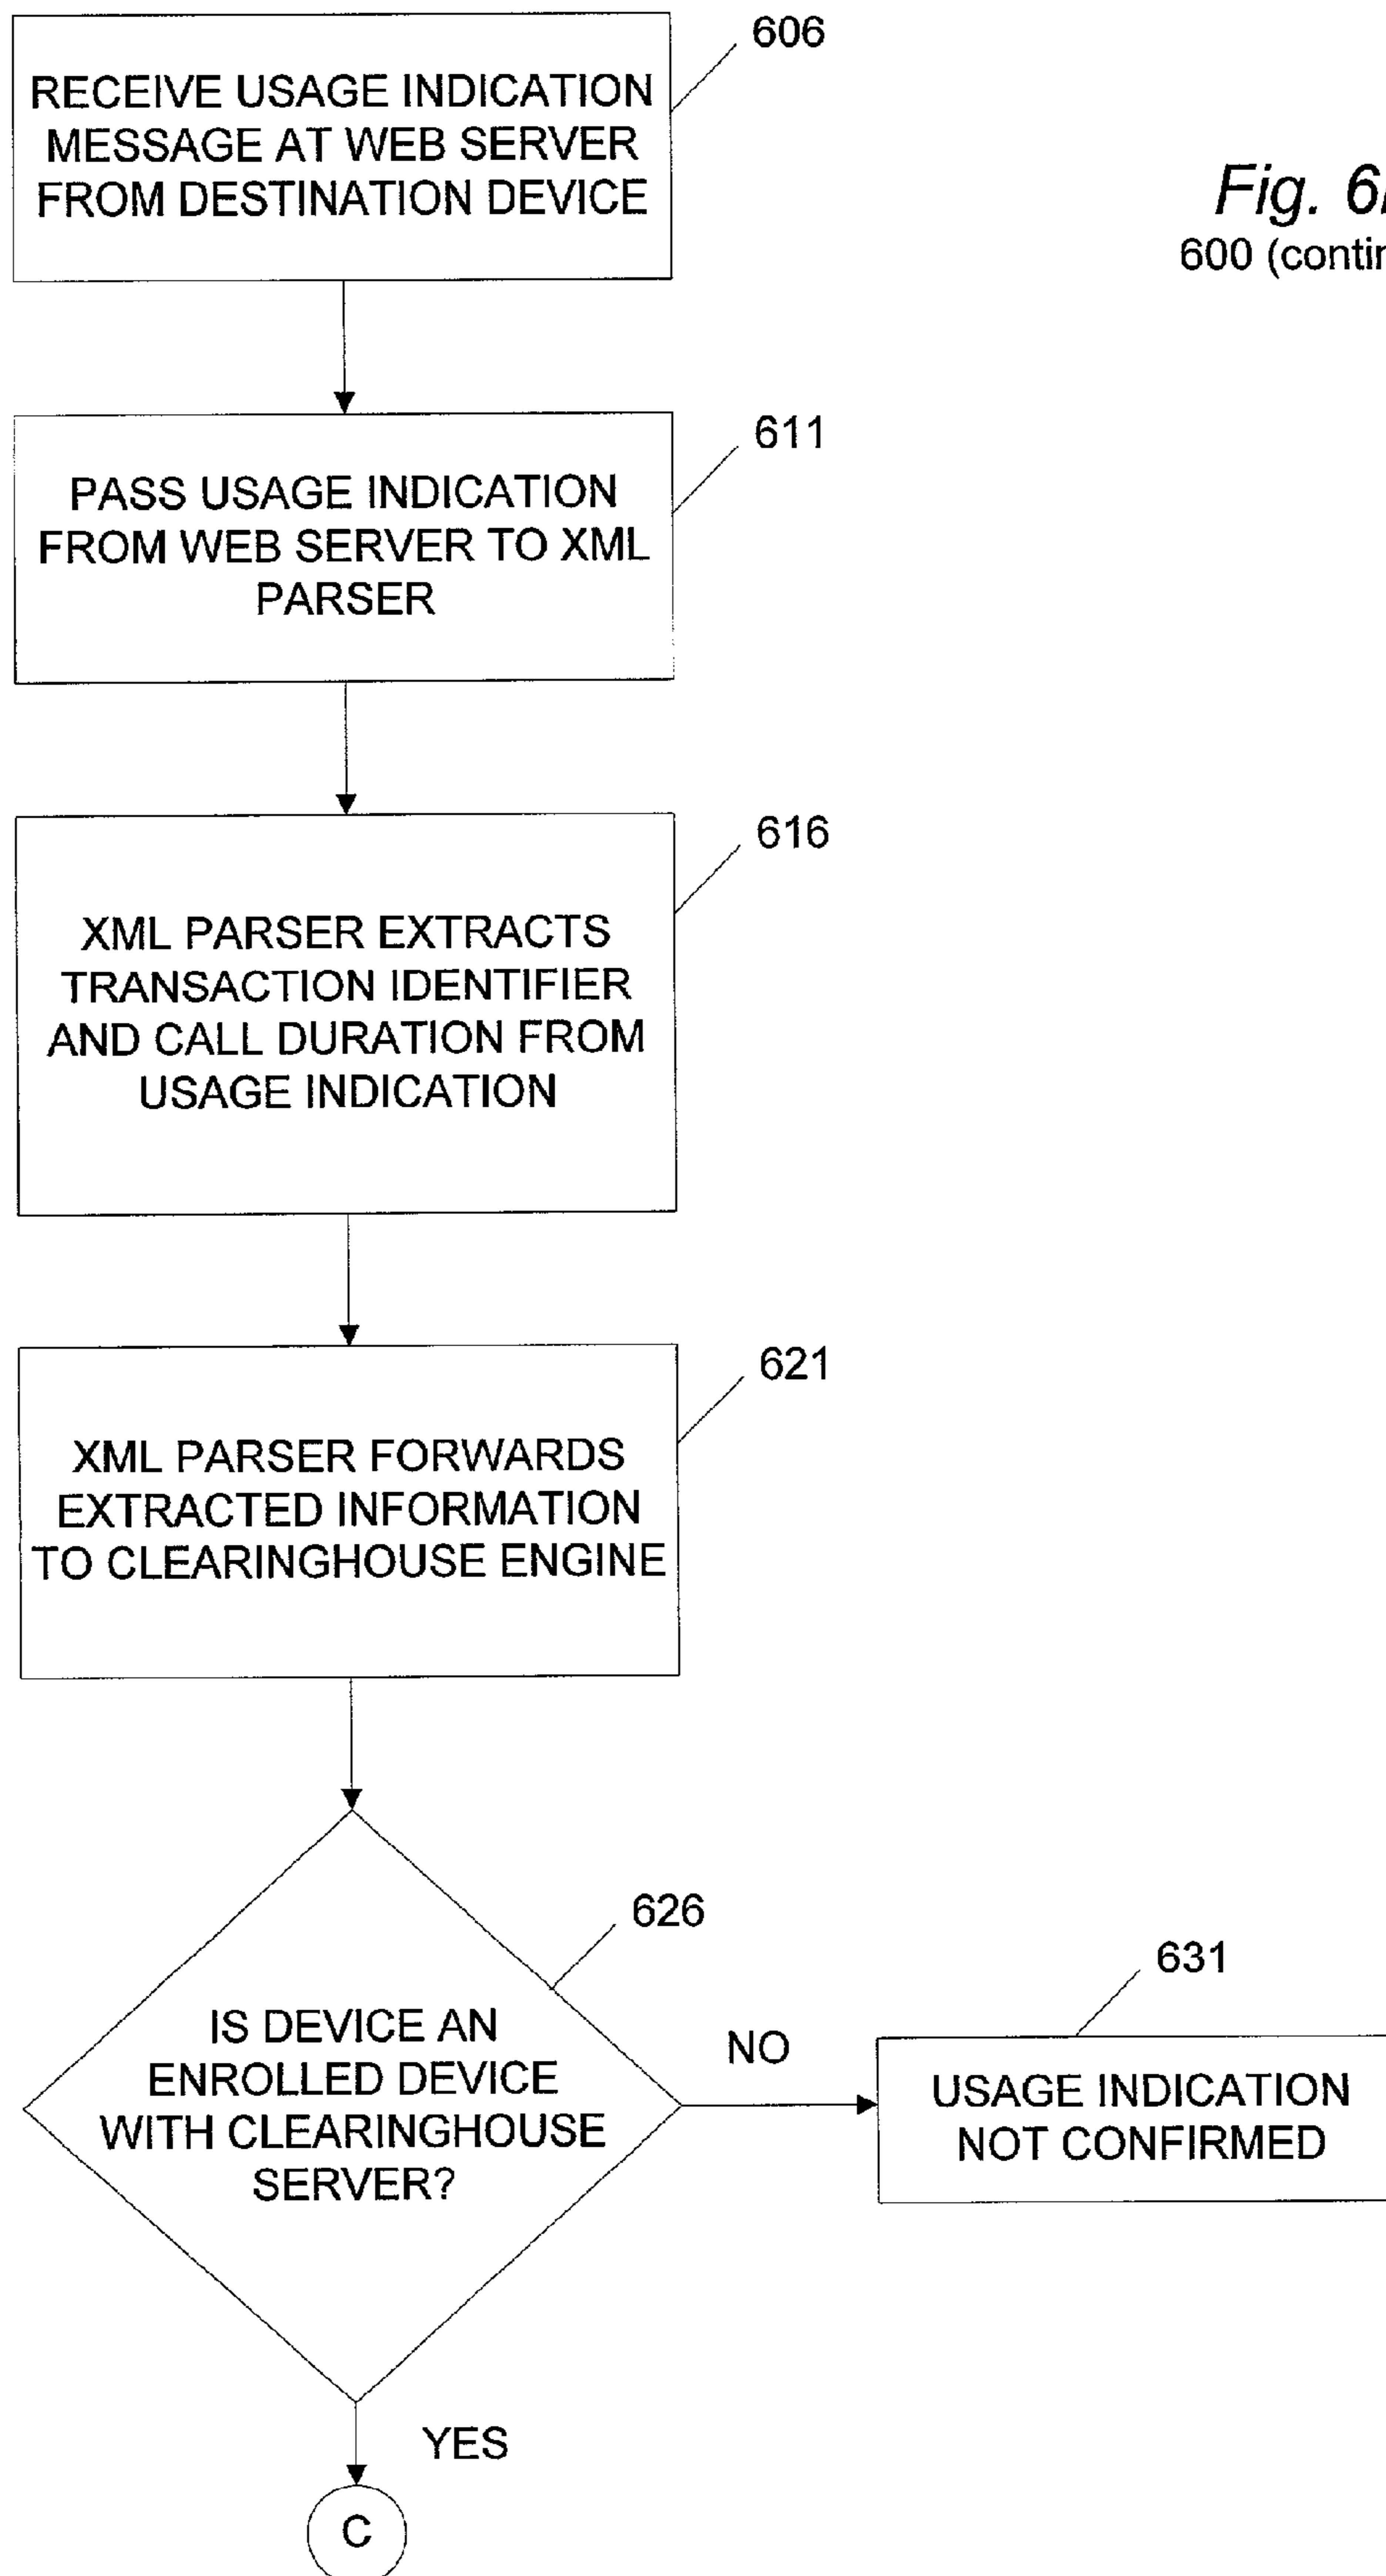 606
RECEIVE USAGE INDICATION
MESSAGE AT WEB SERVER
FROM DESTINATION DEVICE
Fig. 6
600
611
PASS USAGE INDICATION
FROM WEB SERVER TO XML
PARSER
616
XML PARSER EXTRACTS
TRANSACTION IDENTIFIER
AND CALL DURATION FROM
USAGE INDICATION
621
XML PARSER FORWARDS
EXTRACTED INFORMATION
TO CLEARINGHOUSE ENGINE
626
IS DEVICE AN
ENROLLED DEVICE
WITH CLEARINGHOUSE
SERVER?
NO
631
USAGE INDICATION
NOT CONFIRMED
YES
C